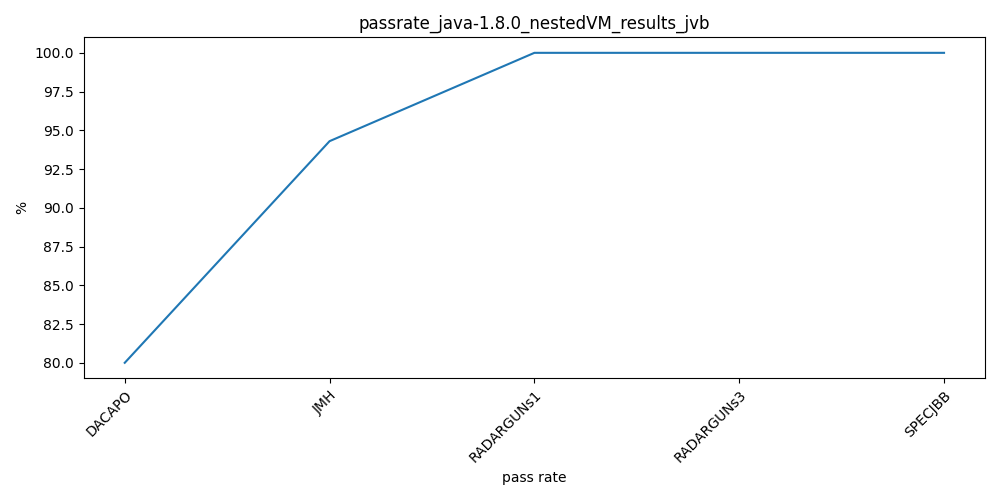 passrate_java-1.8.0_nestedVM_results_jvb
100.0
97.5
95.0
92.5
90.0
87.5
85.0
82.5
80.0
%
DACAPO
JMH
RADARGUNs1
RADARGUNs3
SPECJBB
pass rate